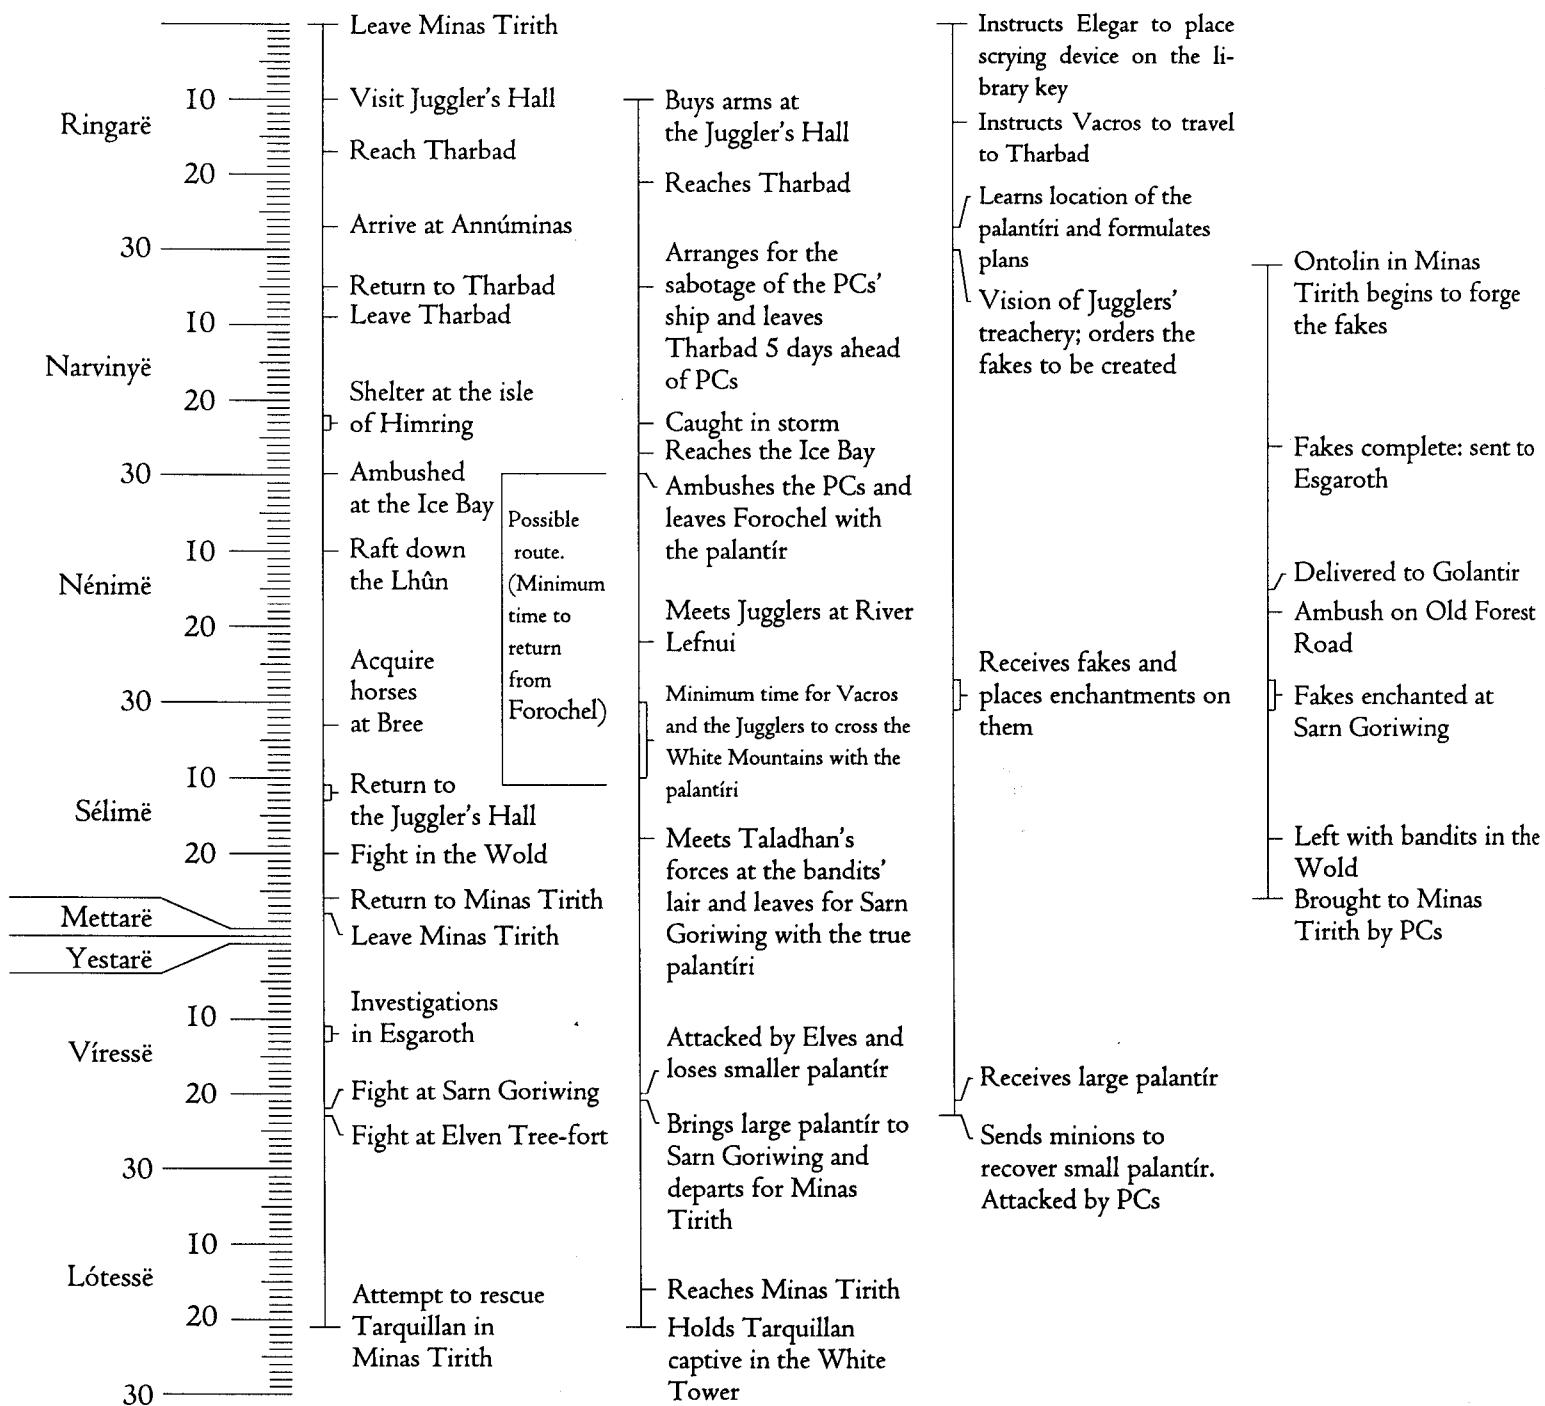 Ringarë
10
20
30
Narvinyë
10
20
30
Nénimë
10
20
30
Sélimë
10
20
Mettarë
Yestarë
Víressë
10
20
30
Lótessë
10
20
30
Leave Minas Tirith
Visit Juggler's Hall
Reach Tharbad
Arrive at Annúminas
Return to Tharbad
Leave Tharbad
Shelter at the isle
of Himring
Ambushed
at the Ice Bay
Raft down
the Lhûn
Acquire
horses
at Bree
Return to
the Juggler's Hall
Fight in the Wold
Return to Minas Tirith
Leave Minas Tirith
Investigations
in Esgaroth
Fight at Sarn Goriwing
Fight at Elven Tree-fort
Attempt to rescue
Tarquillan in
Minas Tirith
Possible
route.
(Minimum
time to
return
from
Forochel)
Buys arms at
the Juggler's Hall
Reaches Tharbad
Arranges for the
sabotage of the PCs'
ship and leaves
Tharbad 5 days ahead
of PCs
Caught in storm
Reaches the Ice Bay
Ambushes the PCs and
leaves Forochel with
the palantír
Meets Jugglers at River
Lefnui
Minimum time for Vacros
and the Jugglers to cross the
White Mountains with the
palantíri
Meets Taladhan's
forces at the bandits'
lair and leaves for Sarn
Goriwing with the true
palantíri
Attacked by Elves and
loses smaller palantír
Brings large palantír to
Sarn Goriwing and
departs for Minas
Tirith
Reaches Minas Tirith
Holds Tarquillan
captive in the White
Tower
Instructs Elegar to place
scrying device on the li-
brary key
Instructs Vacros to travel
to Tharbad
Learns location of the
palantíri and formulates
plans
Vision of Jugglers'
treachery; orders the
fakes to be created
Receives fakes and
places enchantments on
them
Receives large palantír
Sends minions to
recover small palantír.
Attacked by PCs
Ontolin in Minas
Tirith begins to forge
the fakes
Fakes complete: sent to
Esgaroth
Delivered to Golantir
Ambush on Old Forest
Road
Fakes enchanted at
Sarn Goriwing
Left with bandits in the
Wold
Brought to Minas
Tirith by PCs